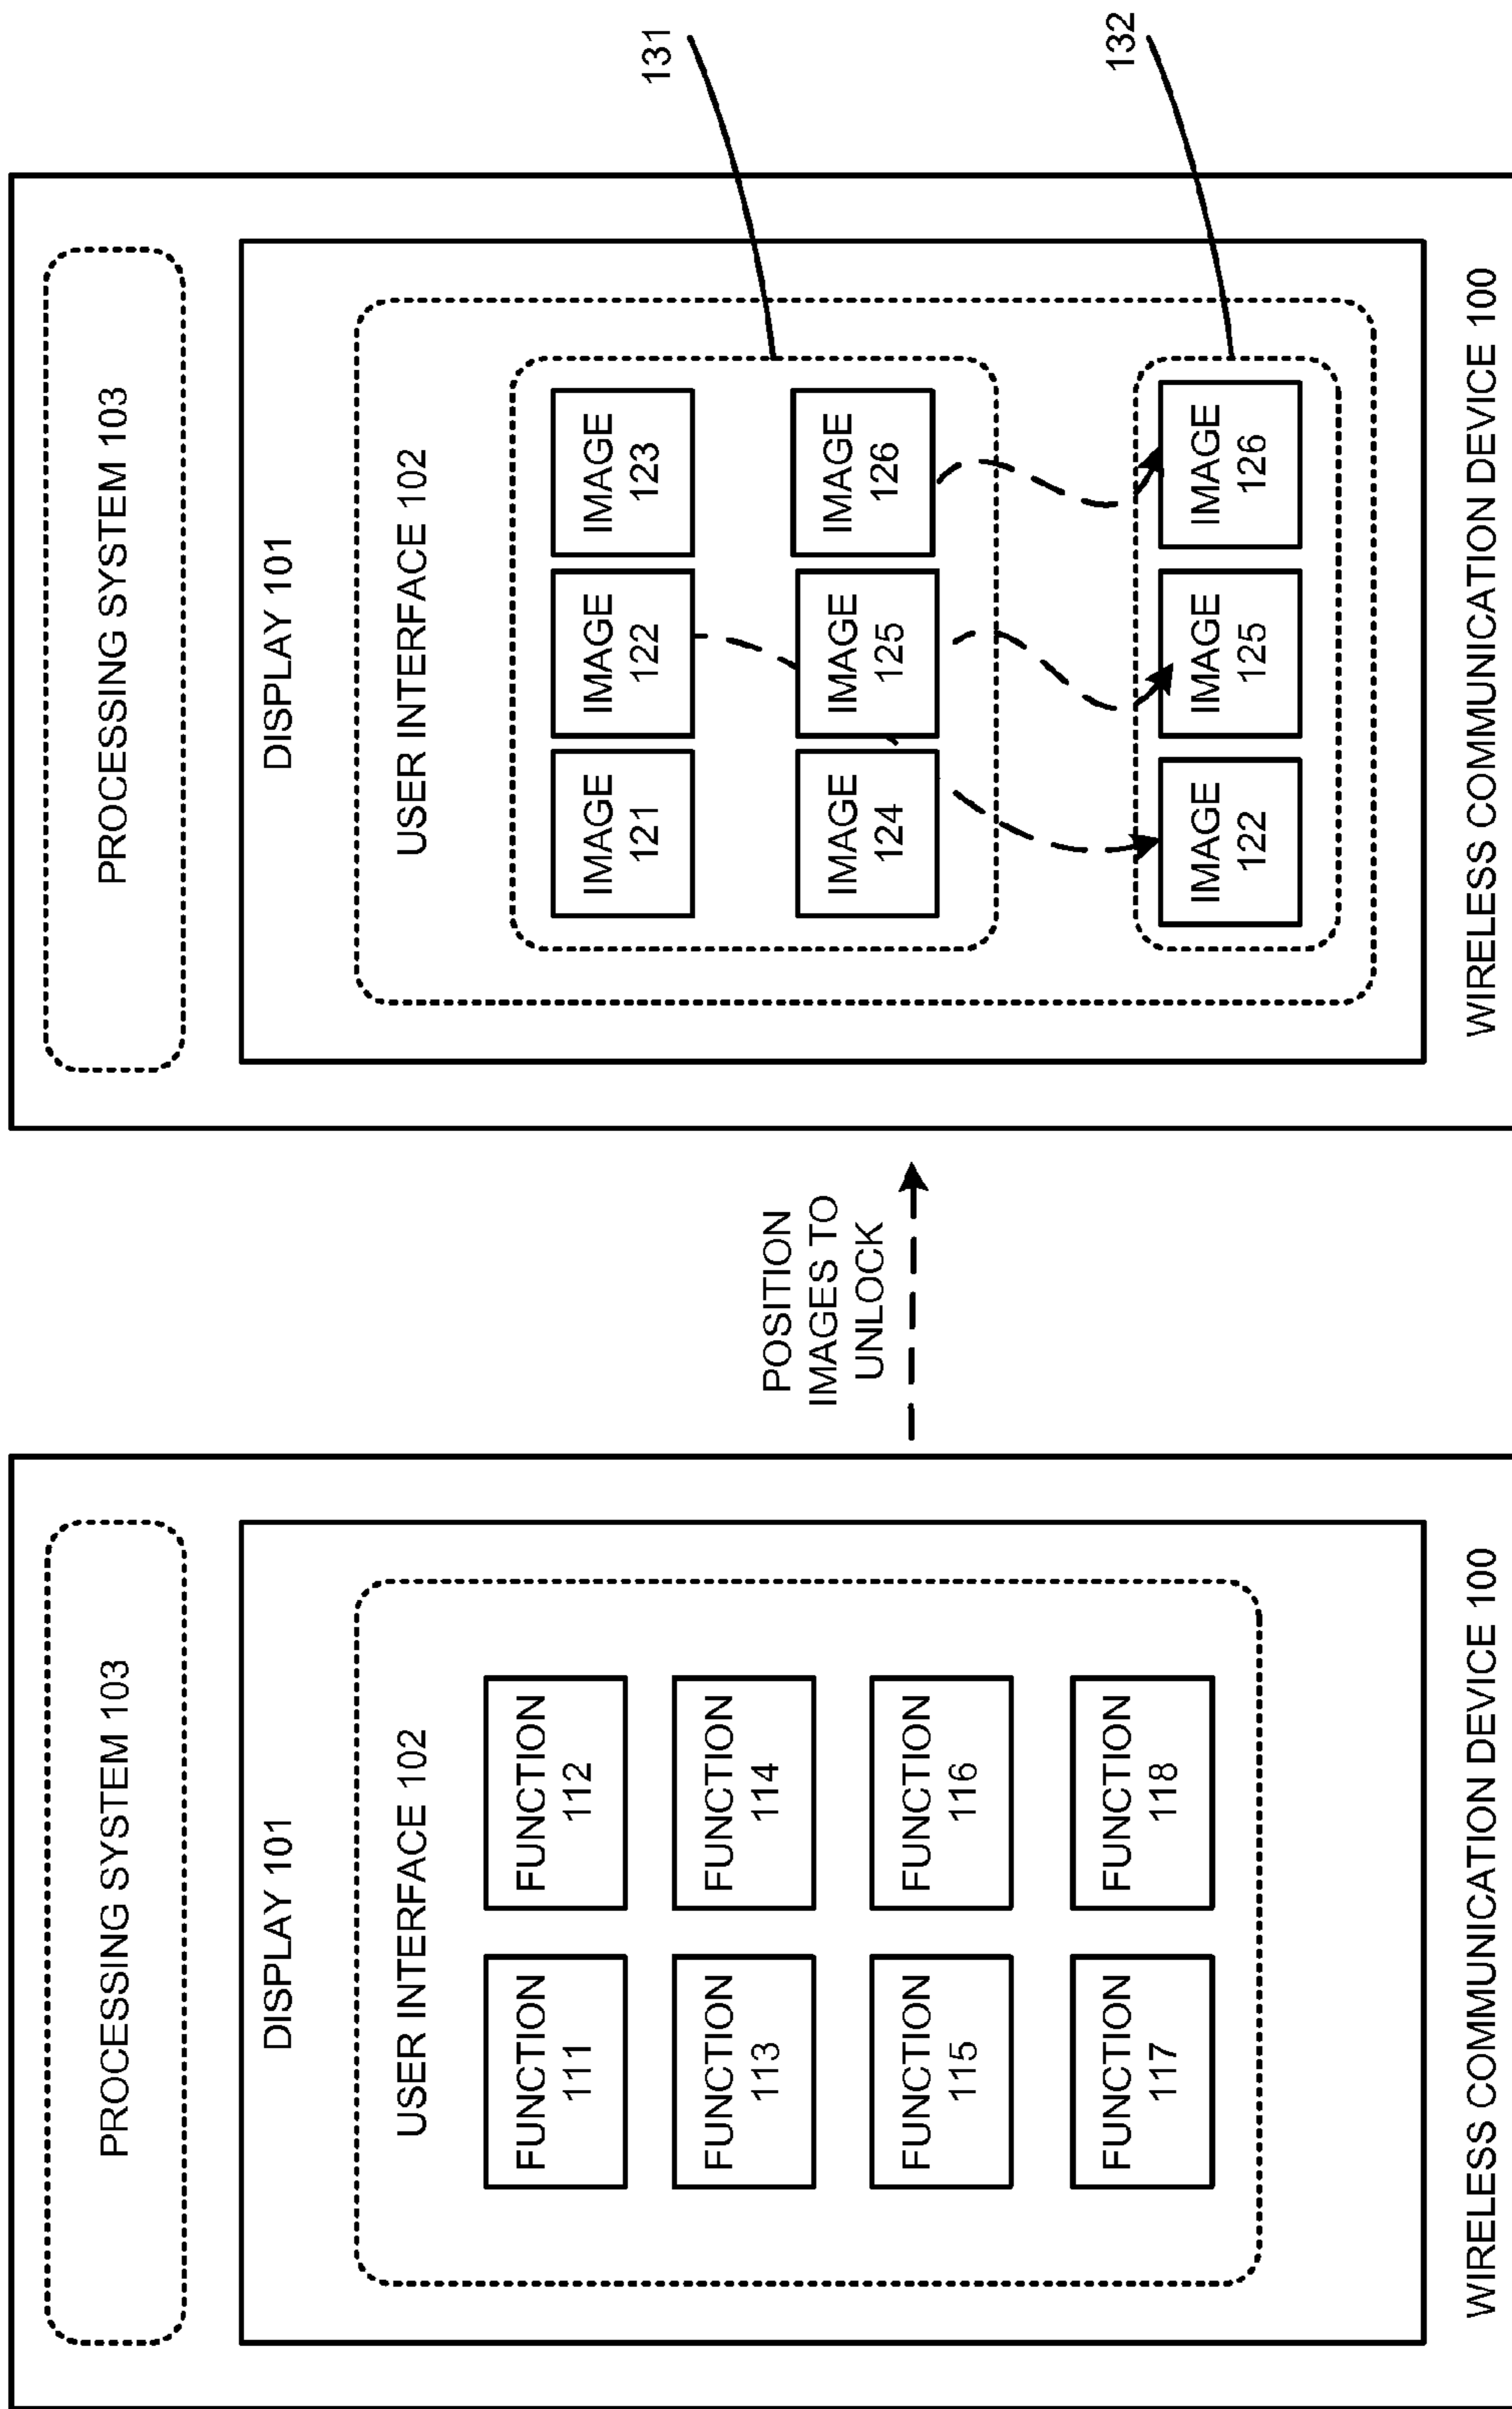 PROCESSING SYSTEM 103
DISPLAY 101
USER INTERFACE 102
FUNCTION
111
FUNCTION
112
FUNCTION
113
FUNCTION
114
FUNCTION
115
FUNCTION
116
FUNCTION
117
FUNCTION
118
WIRELESS COMMUNICATION DEVICE 100
POSITION
IMAGES TO
UNLOCK
PROCESSING SYSTEM 103
DISPLAY 101
USER INTERFACE 102
IMAGE
121
IMAGE
122
IMAGE
123
IMAGE
124
IMAGE
125
IMAGE
126
IMAGE
122
IMAGE
125
IMAGE
126
WIRELESS COMMUNICATION DEVICE 100
131
132